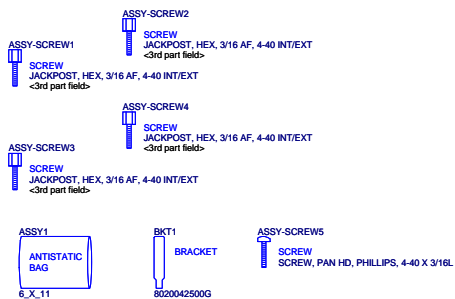 ASSY-SCREW2
SCREW
JACKPOST, HEX, 3/16 AF, 4-40 INT/EXT
<3rd part field>
ASSY-SCREW1
SCREW
JACKPOST, HEX, 3/16 AF, 4-40 INT/EXT
<3rd part field>
ASSY-SCREW4
SCREW
JACKPOST, HEX, 3/16 AF, 4-40 INT/EXT
<3rd part field>
ASSY-SCREW3
SCREW
JACKPOST, HEX, 3/16 AF, 4-40 INT/EXT
<3rd part field>
ASSY1
ANTISTATIC
BAG
6_X_11
BKT1
BRACKET
8020042500G
ASSY-SCREW5
SCREW
SCREW, PAN HD, PHILLIPS, 4-40 X 3/16L